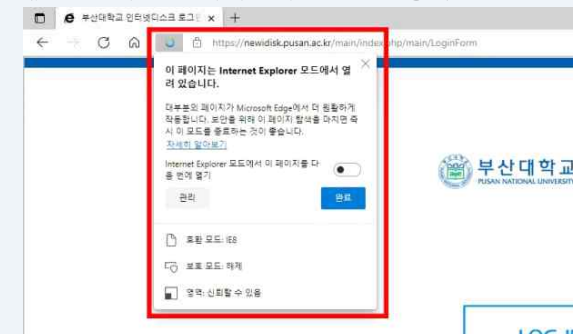 부산대학교 인터넷디스크 로그인
https://newidisk.pusan.ac.kr/main/index.php/main/LoginForm
이 페이지는 Internet Explorer 모드에서 열
려 있습니다.
대부분의 페이지가 Microsoft Edge에서 더 원활하게
작동합니다. 보안을 위해 이 페이지 탐색을 마치면 즉
시 이 모드를 종료하는 것이 좋습니다.
자세히 알아보기
Internet Explorer 모드에서 이 페이지를 다
음 번에 열기
관리
완료
호환 모드: IE8
보호 모드: 해제
영역: 신뢰할 수 있음
부산대학교
PUSAN NATIONAL UNIVERSITY